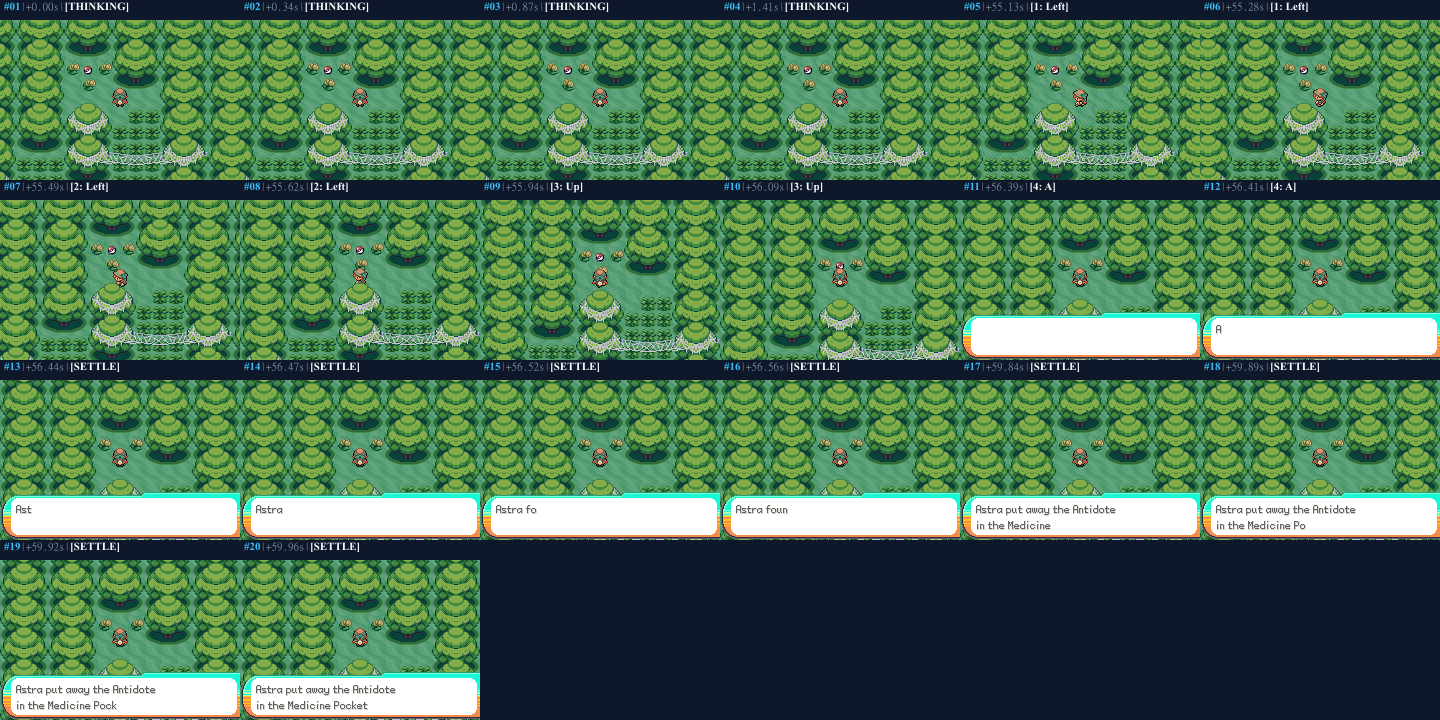 #01|+0.00s|[THINKING]
#02|+0.34s|[THINKING]
#03|+0.87s|[THINKING]
#04|+1.41s|[THINKING]
#05|+55.13s|[1: Left]
#06|+55.28s|[1: Left]
#07|+55.49s|[2: Left]
#08|+55.62s|[2: Left]
#09|+55.94s|[3: Up]
#10|+56.09s|[3: Up]
#11|+56.39s|[4: A]
#12|+56.41s|[4: A]
A
#13|+56.44s|[SETTLE]
#14|+56.47s|[SETTLE]
#15|+56.52s|[SETTLE]
#16|+56.56s|[SETTLE]
#17|+59.84s|[SETTLE]
#18|+59.89s|[SETTLE]
Ast
Astra
Astra fo
Astra foun
Astra put away the Antidote
in the Medicine
Astra put away the Antidote
in the Medicine Po
#19|+59.92s|[SETTLE]
#20|+59.96s|[SETTLE]
Astra put away the Antidote
in the Medicine Pock
Astra put away the Antidote
in the Medicine Pocket